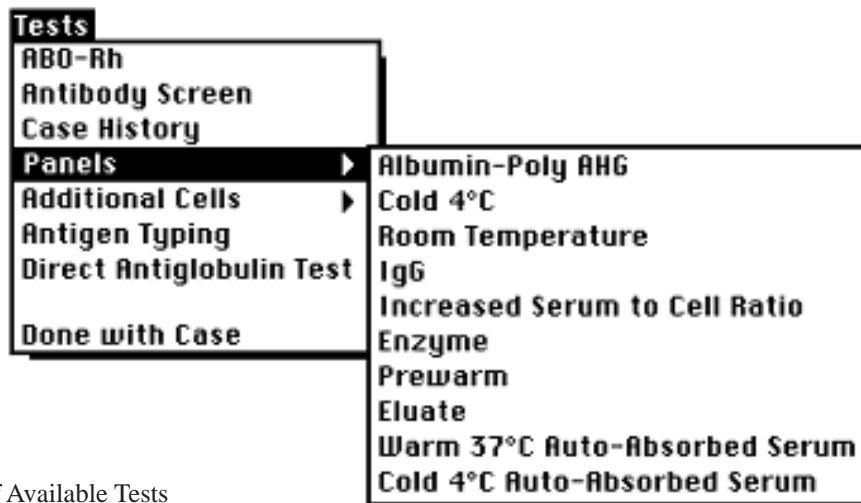 Tests
ABO-Rh
Antibody Screen
Case History
Panels
Additional Cells
Antigen Typing
Direct Antiglobulin Test
Done with Case
Albumin-Poly AHG
Cold 4°C
Room Temperature
IgG
Increased Serum to Cell Ratio
Enzyme
Prewarm
Eluate
Warm 37°C Auto-Absorbed Serum
Cold 4°C Auto-Absorbed Serum
Available Tests